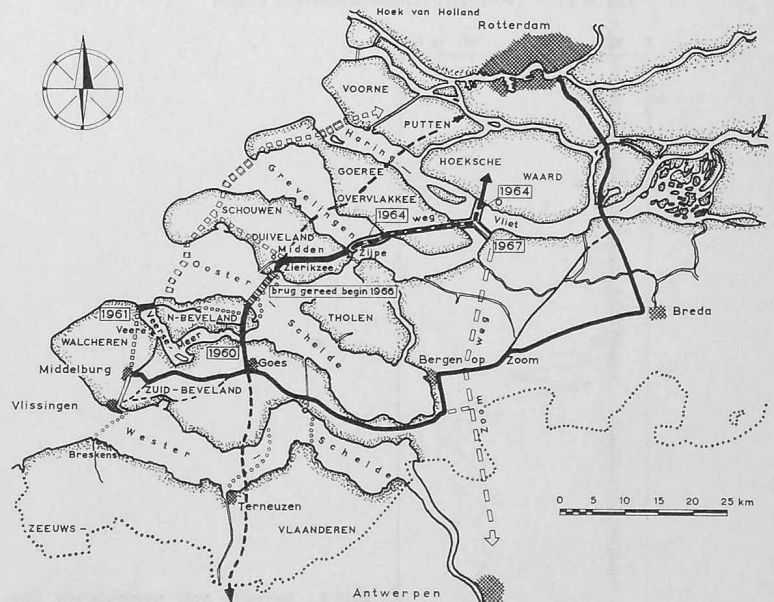 Hoek van Holland
Rotterdam
VOORNE
PUTTEN
Haring
HOEKSCHE
WAARD
GOEREE
OVERFLAKKEE
Grevelingen
1964
1964
weg
Vliet
SCHOUWEN
DUIVELAND
Midden
Zierikzee
Zijpe
1967
Ooster
brug gereed begin 1966
Schelde
THOLEN
weg
Breda
1961
N-BEVELAND
Veere
Veerse
Meer
WALCHEREN
1960
Goes
Bergen op Zoom
Middelburg
ZUID-BEVELAND
Vlissingen
Zoom
Wester
Schelde
Breskens
Terneuzen
0 5 10 15 20 25 km
ZEEUWS-
VLAANDEREN
Antwerpen